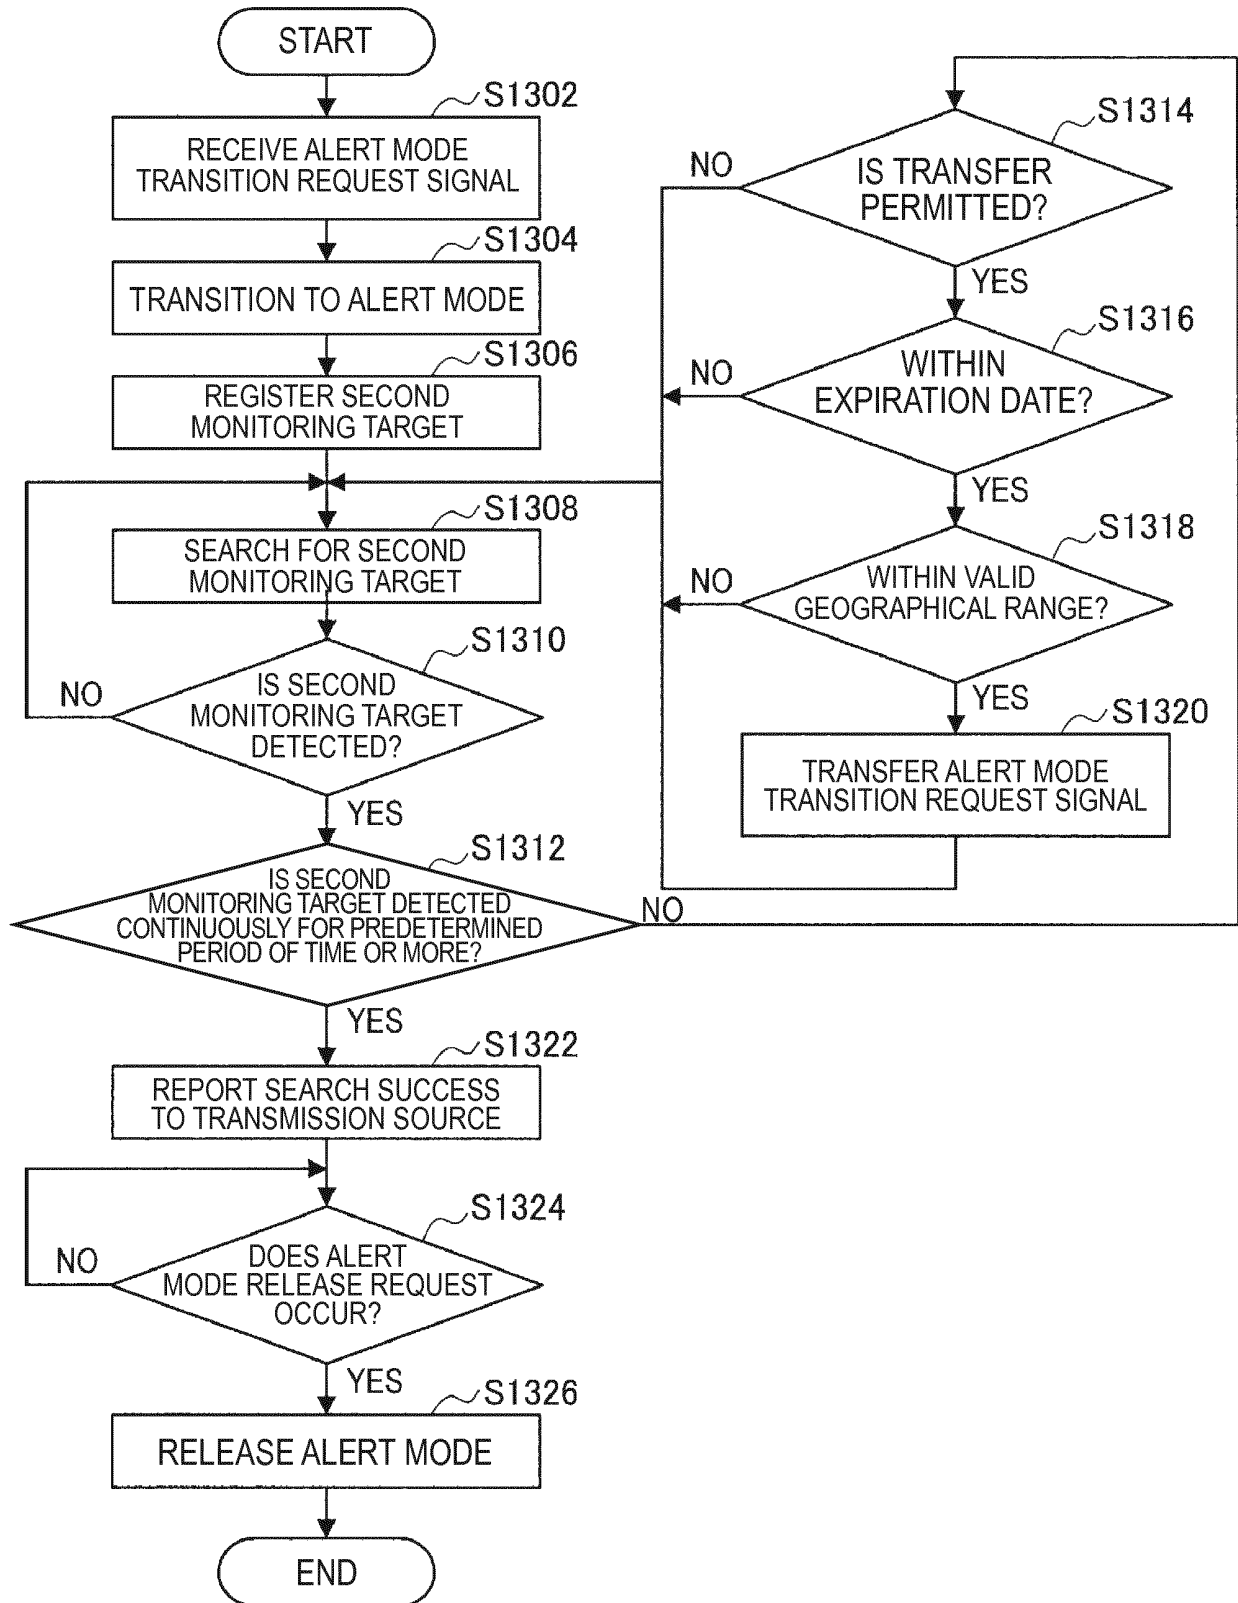 START
S1302
RECEIVE ALERT MODE
TRANSITION REQUEST SIGNAL
S1304
TRANSITION TO ALERT MODE
S1306
REGISTER SECOND
MONITORING TARGET
S1308
SEARCH FOR SECOND
MONITORING TARGET
S1310
IS SECOND
MONITORING TARGET
DETECTED?
NO
YES
S1312
IS SECOND
MONITORING TARGET DETECTED
CONTINUOUSLY FOR PREDETERMINED
PERIOD OF TIME OR MORE?
NO
YES
S1322
REPORT SEARCH SUCCESS
TO TRANSMISSION SOURCE
S1324
DOES ALERT
MODE RELEASE REQUEST
OCCUR?
NO
YES
S1326
RELEASE ALERT MODE
END
S1314
IS TRANSFER
PERMITTED?
NO
YES
S1316
WITHIN
EXPIRATION DATE?
NO
YES
S1318
WITHIN VALID
GEOGRAPHICAL RANGE?
NO
YES
S1320
TRANSFER ALERT MODE
TRANSITION REQUEST SIGNAL